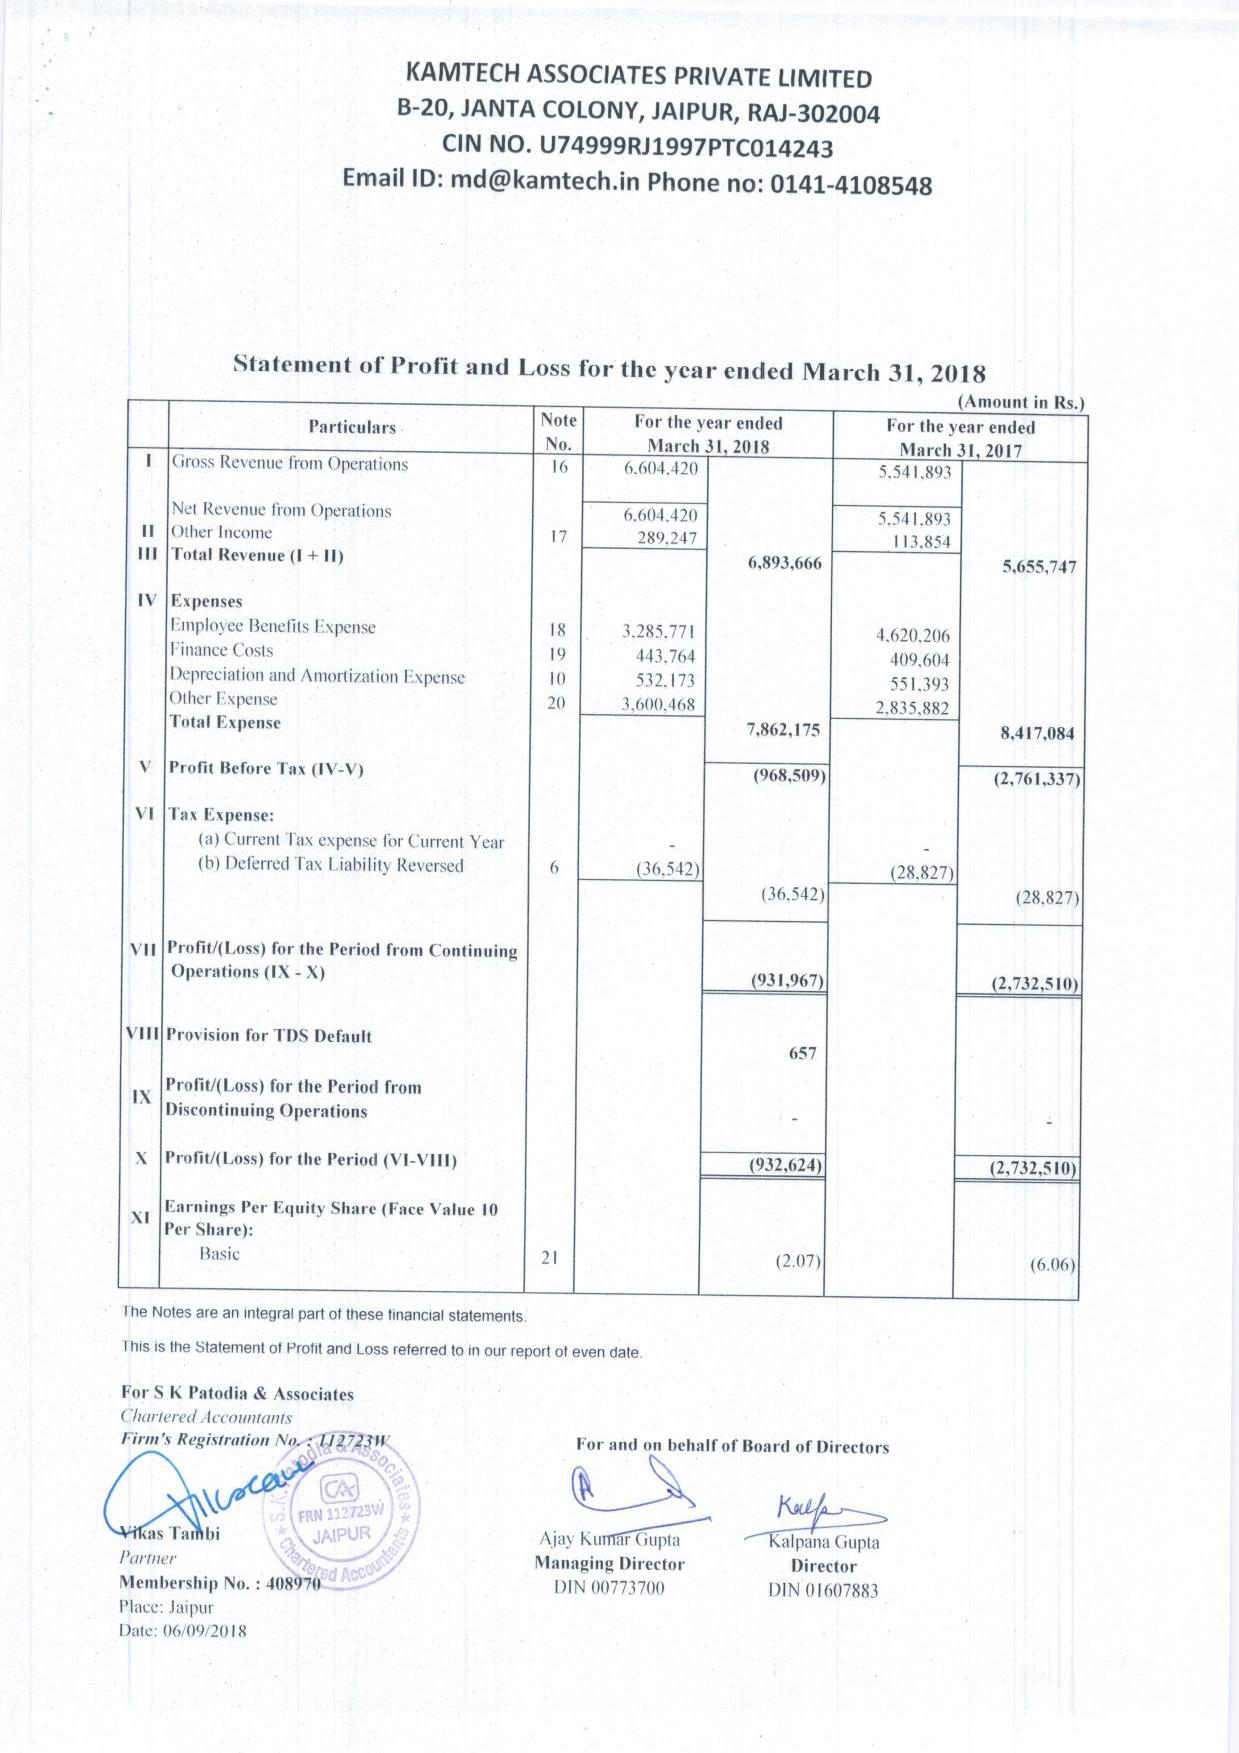 KAMTECH ASSOCIATES PRIVATE LIMITED
B-20, JANTA COLONY, JAIPUR, RAJ-302004
CIN NO. U74999RJ1997PTC014243
Email ID: md@kamtech.in Phone no: 0141-4108548
Statement of Profit and Loss for the year ended March 31, 2018
(Amount in Rs.)
Particulars Note No. For the year ended March 31, 2018 For the year ended March 31, 2017
I Gross Revenue from Operations 16 6,604,420 5,541,893
Net Revenue from Operations 6,604,420 5,541,893
II Other Income 17 289,247 113,854
III Total Revenue (I + II) 6,893,666 5,655,747
IV Expenses
Employee Benefits Expense 18 3,285,771 4,620,206
Finance Costs 19 443,764 409,604
Depreciation and Amortization Expense 10 532,173 551,393
Other Expense 20 3,600,468 2,835,882
Total Expense 7,862,175 8,417,084
V Profit Before Tax (IV-V) (968,509) (2,761,337)
VI Tax Expense:
(a) Current Tax expense for Current Year - -
(b) Deferred Tax Liability Reversed 6 (36,542) (28,827)
(36,542) (28,827)
VII Profit/(Loss) for the Period from Continuing
Operations (IX - X) (931,967) (2,732,510)
VIII Provision for TDS Default 657
IX Profit/(Loss) for the Period from
Discontinuing Operations - -
X Profit/(Loss) for the Period (VI-VIII) (932,624) (2,732,510)
XI Earnings Per Equity Share (Face Value 10
Per Share):
Basic 21 (2.07) (6.06)
The Notes are an integral part of these financial statements.
This is the Statement of Profit and Loss referred to in our report of even date.
For S K Patodia & Associates
Chartered Accountants
Firm's Registration No. : 112723W
S.K. Patodia & Associates
CA
FRN 112723W
JAIPUR
Chartered Accountants
Vikas Tambi
Partner
Membership No. : 408970
Place: Jaipur
Date: 06/09/2018
For and on behalf of Board of Directors
Ajay Kumar Gupta
Managing Director
DIN 00773700
Kalpana Gupta
Director
DIN 01607883